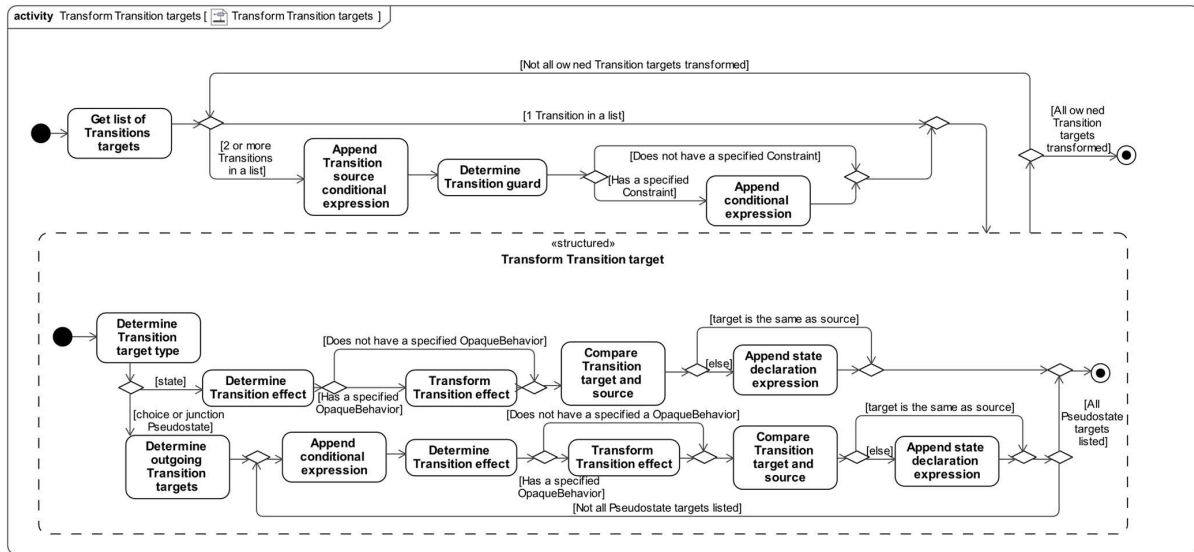 activity Transform Transition targets [ Transform Transition targets ]
[Not all owned Transition targets transformed]
Get list of
Transitions
targets
[1 Transition in a list]
[All owned
Transition
targets
transformed]
[2 or more
Transitions
in a list]
Append
Transition
source
conditional
expression
Determine
Transition guard
[Does not have a specified Constraint]
[Has a specified
Constraint]
Append
conditional
expression
«structured»
Transform Transition target
Determine
Transition
target type
[Does not have a specified OpaqueBehavior]
Compare
Transition
target and
source
[target is the same as source]
[else]
Append state
declaration
expression
[state]
Determine
Transition effect
[Has a specified
OpaqueBehavior]
Transform
Transition effect
[choice or junction
Pseudostate]
[All
Pseudostate
targets
listed]
Determine
outgoing
Transition
targets
Append
conditional
expression
Determine
Transition effect
[Does not have a specified a OpaqueBehavior]
[Has a specified
OpaqueBehavior]
Transform
Transition effect
Compare
Transition
target and
source
[target is the same as source]
[else]
Append state
declaration
expression
[Not all Pseudostate targets listed]